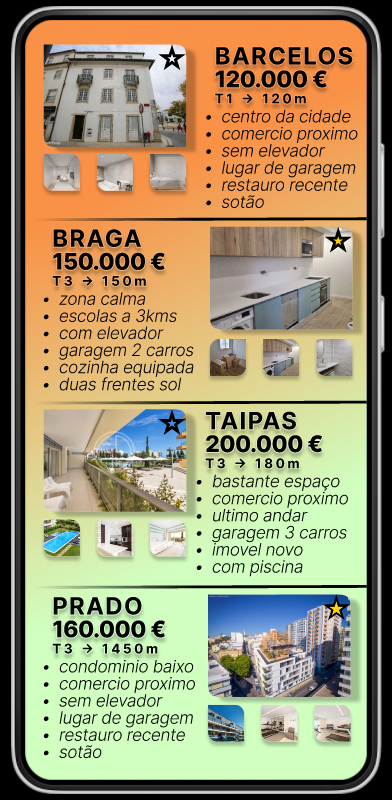 BARCELOS
120.000 €
T1 → 120m
• centro da cidade
• comercio proximo
• sem elevador
• lugar de garagem
• restauro recente
• sotão
BRAGA
150.000 €
T3 → 150m
• zona calma
• escolas a 3kms
• com elevador
• garagem 2 carros
• cozinha equipada
• duas frentes sol
TAIPAS
200.000 €
T3 → 180m
• bastante espaço
• comercio proximo
• ultimo andar
• garagem 3 carros
• imovel novo
• com piscina
PRADO
160.000 €
T3 → 1450m
• condominio baixo
• comercio proximo
• sem elevador
• lugar de garagem
• restauro recente
• sotão